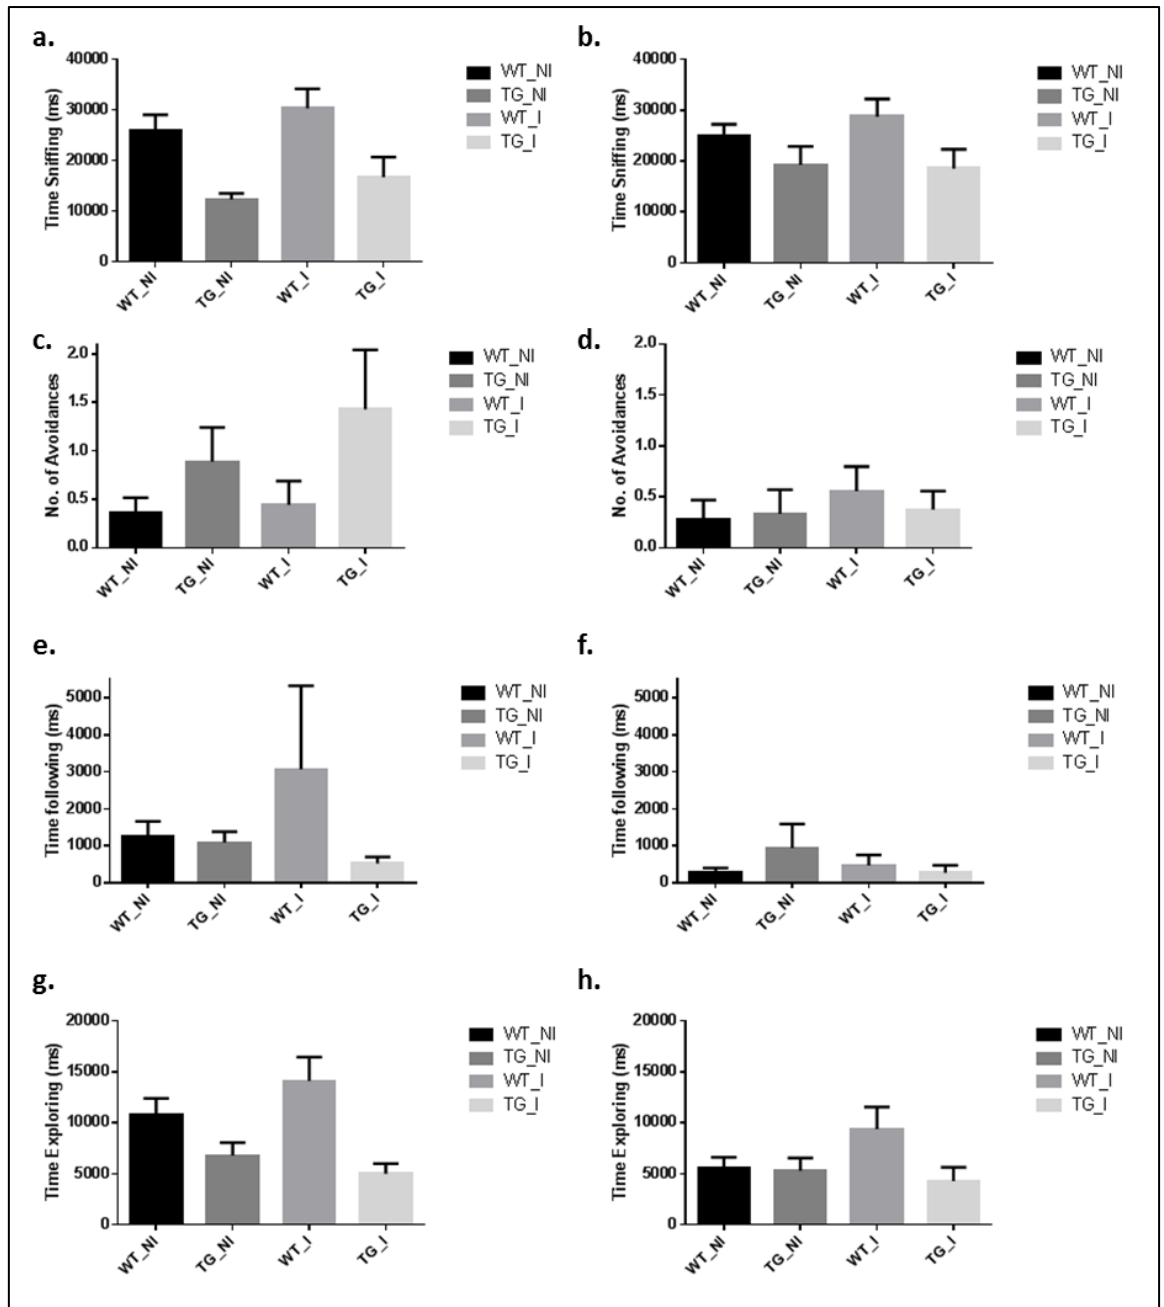 a.
Time Sniffing (ms)
40000
30000
20000
10000
0
WT_NI
TG_NI
WT_I
TG_I
WT_NI
TG_NI
WT_I
TG_I
b.
Time Sniffing (ms)
40000
30000
20000
10000
0
WT_NI
TG_NI
WT_I
TG_I
WT_NI
TG_NI
WT_I
TG_I
c.
No. of Avoidances
2.0
1.5
1.0
0.5
0.0
WT_NI
TG_NI
WT_I
TG_I
WT_NI
TG_NI
WT_I
TG_I
d.
No. of Avoidances
2.0
1.5
1.0
0.5
0.0
WT_NI
TG_NI
WT_I
TG_I
WT_NI
TG_NI
WT_I
TG_I
e.
Time following (ms)
5000
4000
3000
2000
1000
0
WT_NI
TG_NI
WT_I
TG_I
WT_NI
TG_NI
WT_I
TG_I
f.
Time following (ms)
5000
4000
3000
2000
1000
0
WT_NI
TG_NI
WT_I
TG_I
WT_NI
TG_NI
WT_I
TG_I
g.
Time Exploring (ms)
20000
15000
10000
5000
0
WT_NI
TG_NI
WT_I
TG_I
WT_NI
TG_NI
WT_I
TG_I
h.
Time Exploring (ms)
20000
15000
10000
5000
0
WT_NI
TG_NI
WT_I
TG_I
WT_NI
TG_NI
WT_I
TG_I